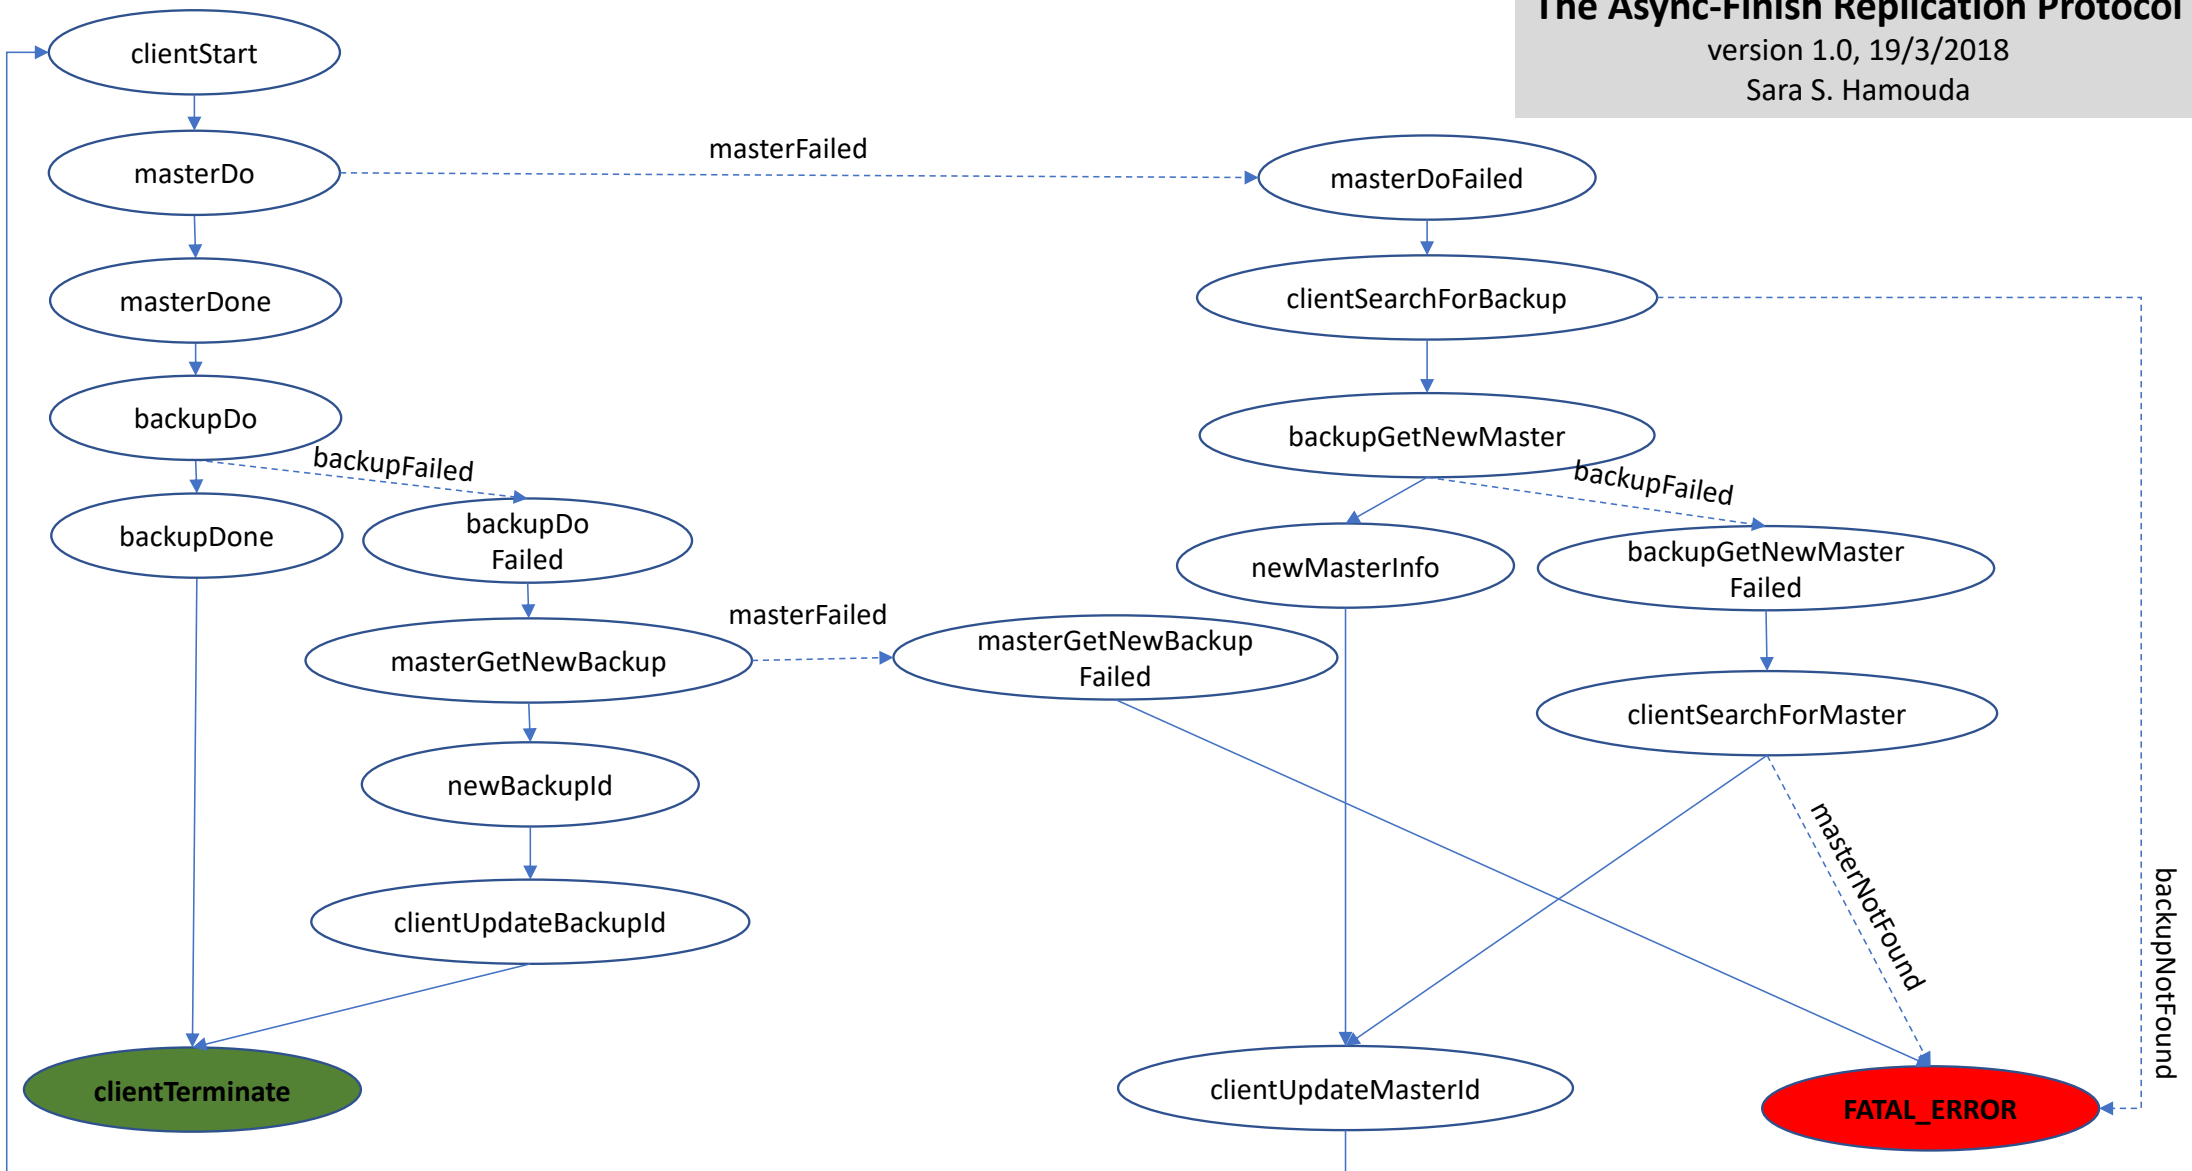 The Async-Finish Replication Protocol
version 1.0, 19/3/2018
Sara S. Hamouda
clientStart
masterDo
masterFailed
masterDoFailed
masterDone
clientSearchForBackup
backupDo
backupFailed
backupGetNewMaster
backupFailed
backupDone
backupDo
Failed
newMasterInfo
backupGetNewMaster
Failed
masterGetNewBackup
masterFailed
masterGetNewBackup
Failed
clientSearchForMaster
newBackupId
masterNotFound
clientUpdateBackupId
backupNotFound
clientTerminate
clientUpdateMasterId
FATAL_ERROR